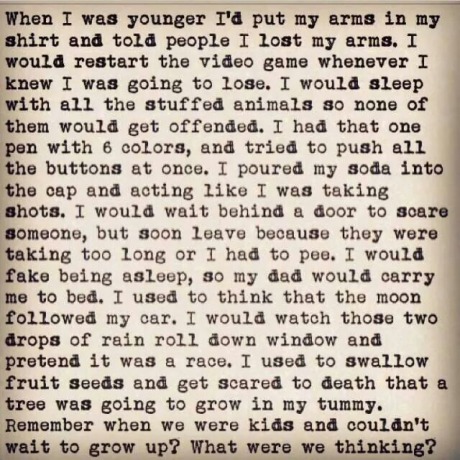 When I was younger I'd put my arms in my
shirt and told people I lost my arms. I
would restart the video game whenever I
knew I was going to lose. I would sleep
with all the stuffed animals so none of
them would get offended. I had that one
pen with 6 colors, and tried to push all
the buttons at once. I poured my soda into
the cap and acting like I was taking
shots. I would wait behind a door to scare
someone, but soon leave because they were
taking too long or I had to pee. I would
fake being asleep, so my dad would carry
me to bed. I used to think that the moon
followed my car. I would watch those two
drops of rain roll down window and
pretend it was a race. I used to swallow
fruit seeds and get scared to death that a
tree was going to grow in my tummy.
Remember when we were kids and couldn't
wait to grow up? What were we thinking?